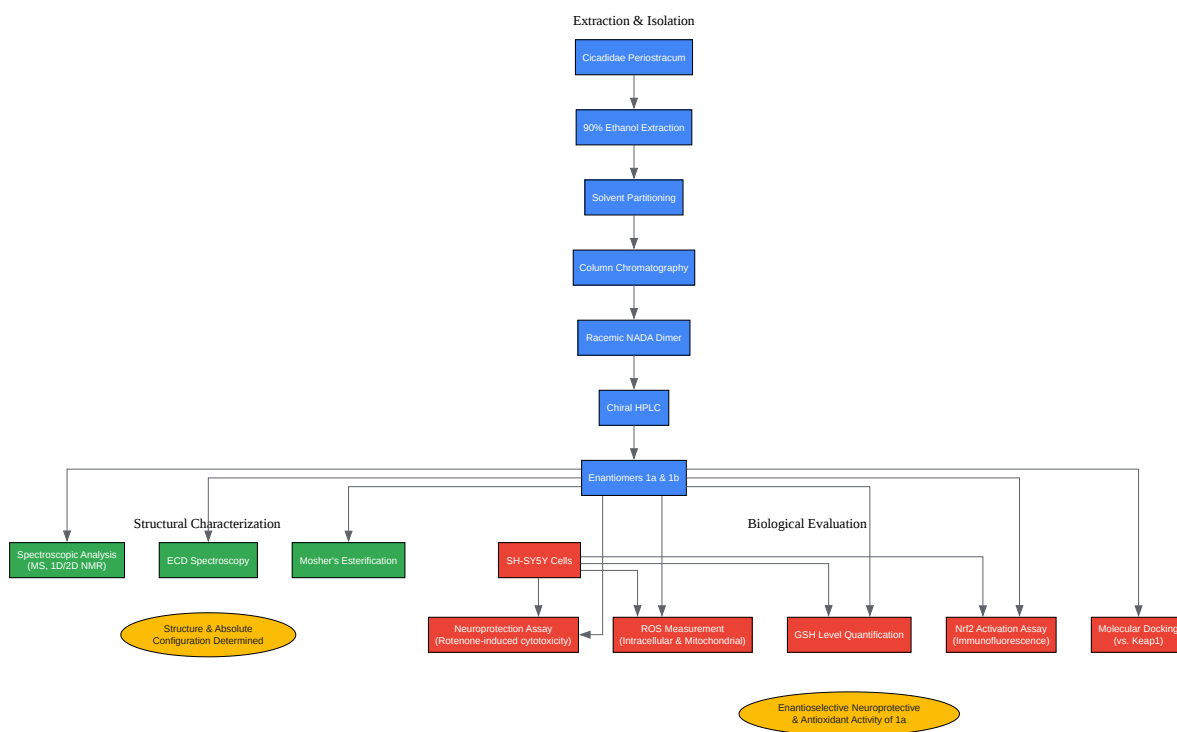 Extraction & Isolation
Cicadidae Periostracum
90% Ethanol Extraction
Solvent Partitioning
Column Chromatography
Racemic NADA Dimer
Chiral HPLC
Enantiomers 1a & 1b
Structural Characterization
Biological Evaluation
Spectroscopic Analysis
(MS, 1D/2D NMR)
ECD Spectroscopy
Mosher's Esterification
SH-SY5Y Cells
Structure & Absolute
Configuration Determined
Neuroprotection Assay
(Rotenone-induced cytotoxicity)
ROS Measurement
(Intracellular & Mitochondrial)
GSH Level Quantification
Nrf2 Activation Assay
(Immunofluorescence)
Molecular Docking
(vs. Keap1)
Enantioselective Neuroprotective
& Antioxidant Activity of 1a